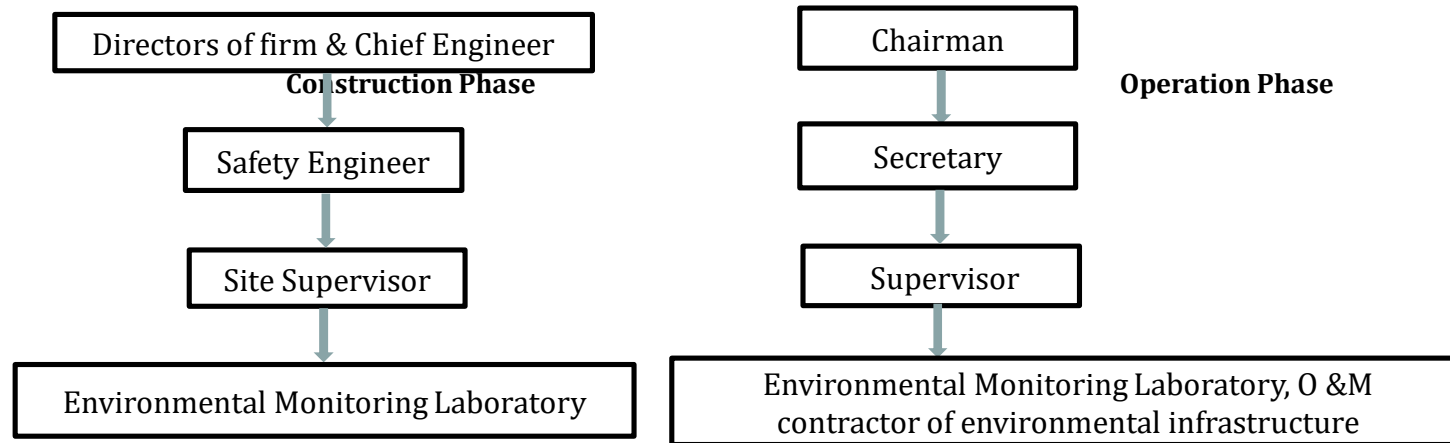 Directors of firm & Chief Engineer
Construction Phase
Safety Engineer
Site Supervisor
Environmental Monitoring Laboratory
Chairman
Operation Phase
Secretary
Supervisor
Environmental Monitoring Laboratory, O &M
contractor of environmental infrastructure